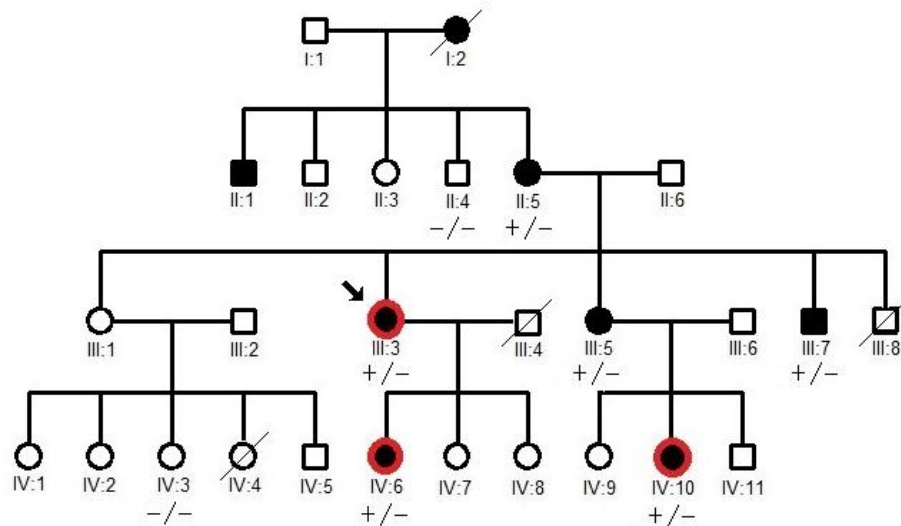 I:1 I:2
II:1 II:2 II:3 II:4 II:5 II:6
−/− +/−
III:1 III:2 III:3 III:4 III:5 III:6 III:7 III:8
+/− +/− +/−
IV:1 IV:2 IV:3 IV:4 IV:5 IV:6 IV:7 IV:8 IV:9 IV:10 IV:11
−/− +/− +/−